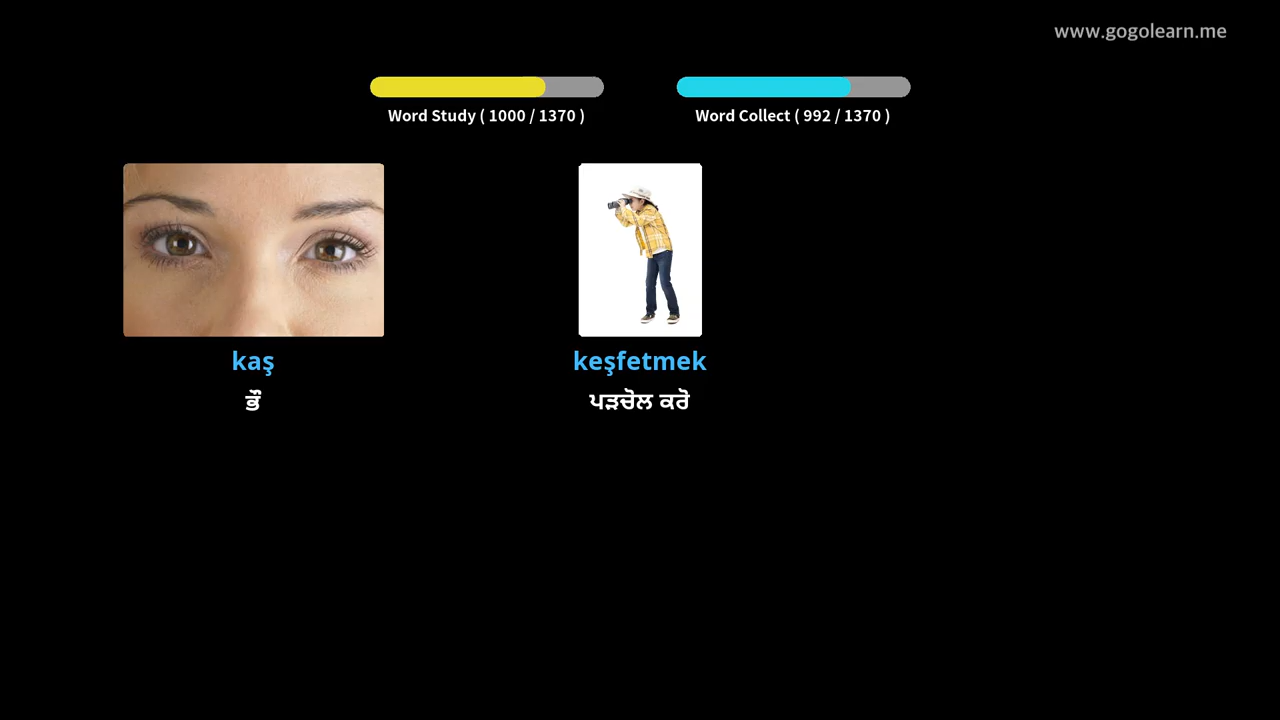 www.gogolearn.me
Word Study ( 1000 / 1370 )
Word Collect ( 992 / 1370 )
kaş
keşfetmek
ਭੌਂ
ਪੜਚੋਲ ਕਰੋ